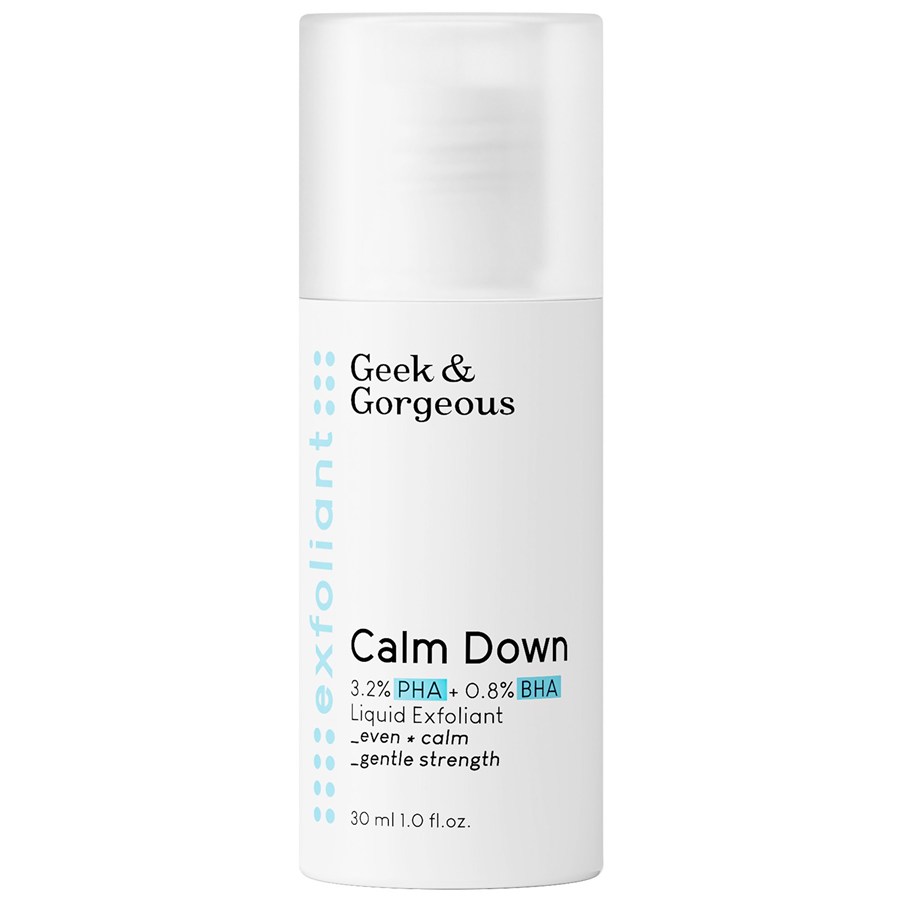 Geek &
Gorgeous
exfoliant
Calm Down
3.2% PHA + 0.8% BHA
Liquid Exfoliant
_even * calm
_gentle strength
30 ml 1.0 fl.oz.